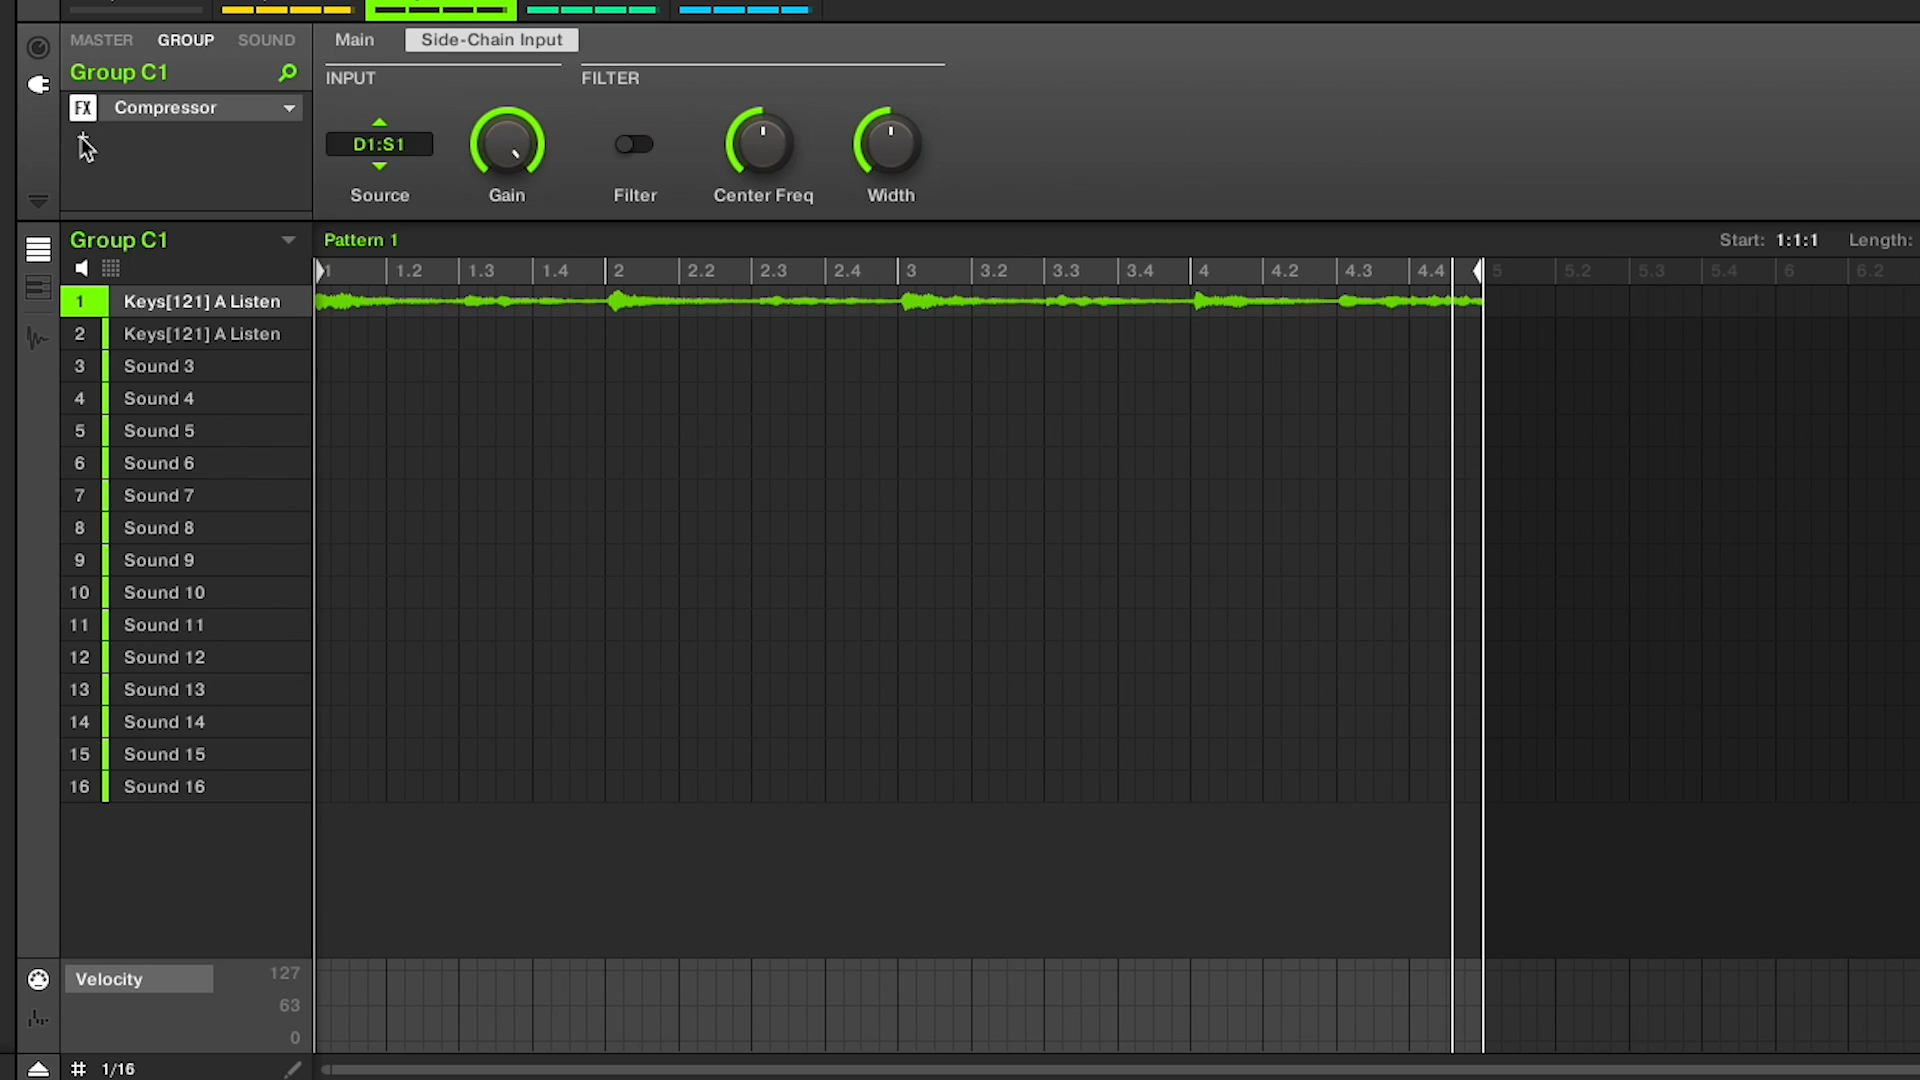 MASTER GROUP SOUND
Main Side-Chain Input
Group C1
INPUT FILTER
FX Compressor
D1:S1
Source Gain Filter Center Freq Width
Group C1
Pattern 1
Start: 1:1:1 Length:
1 1.2 1.3 1.4 2 2.2 2.3 2.4 3 3.2 3.3 3.4 4 4.2 4.3 4.4 5 5.2 5.3 5.4 6 6.2
1 Keys[121] A Listen
2 Keys[121] A Listen
3 Sound 3
4 Sound 4
5 Sound 5
6 Sound 6
7 Sound 7
8 Sound 8
9 Sound 9
10 Sound 10
11 Sound 11
12 Sound 12
13 Sound 13
14 Sound 14
15 Sound 15
16 Sound 16
Velocity 127
63
0
1/16